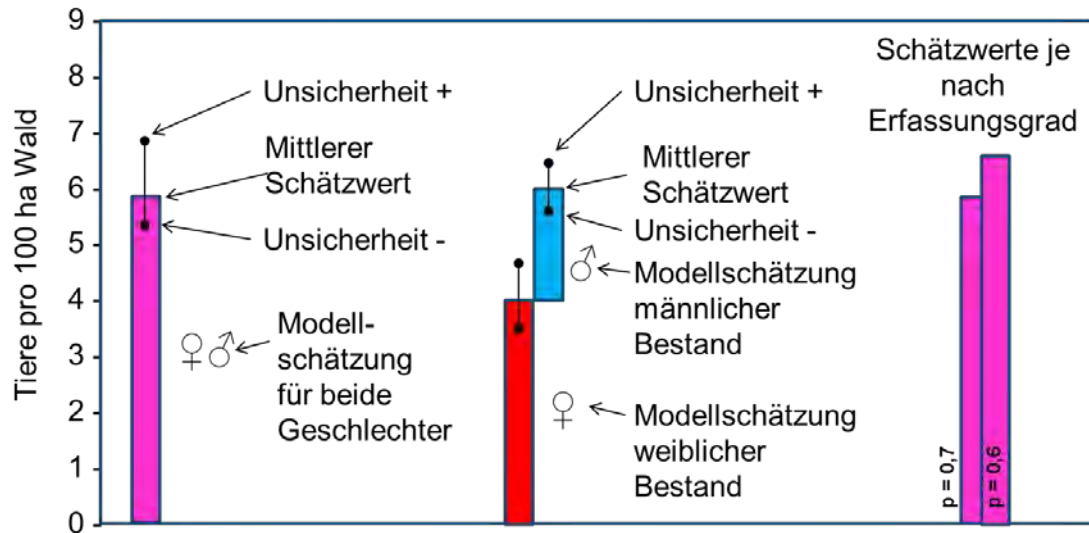 Tiere pro 100 ha Wald
9
8
7
6
5
4
3
2
1
0
Unsicherheit +
Mittlerer
Schätzwert
Unsicherheit -
♀♂
Modell-
schätzung
für beide
Geschlechter
Unsicherheit +
Mittlerer
Schätzwert
Unsicherheit -
♂
Modellschätzung
männlicher
Bestand
♀
Modellschätzung
weiblicher
Bestand
Schätzwerte je
nach
Erfassungsgrad
p = 0,7
p = 0,6